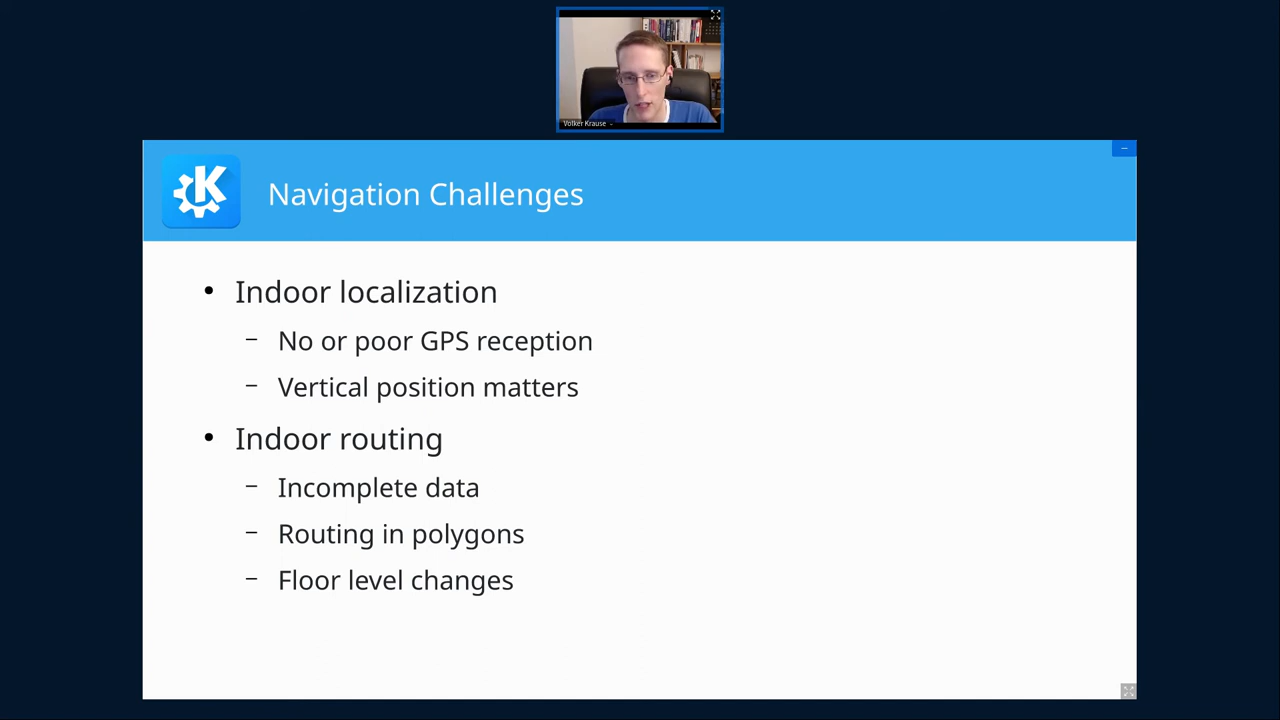 Volker Krause
K
Navigation Challenges
• Indoor localization
– No or poor GPS reception
– Vertical position matters
• Indoor routing
– Incomplete data
– Routing in polygons
– Floor level changes